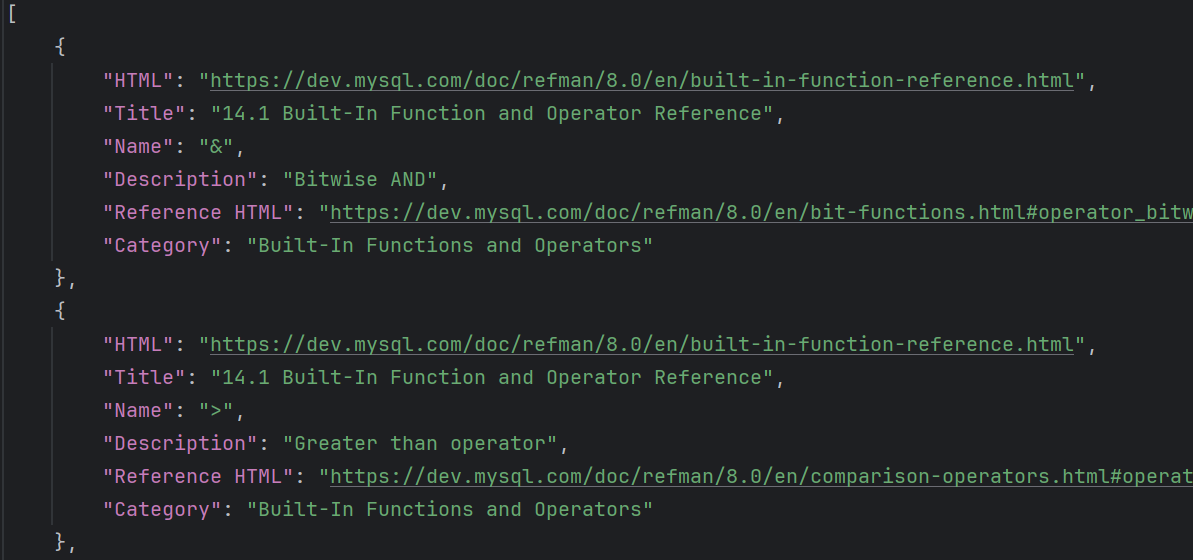 [
{
"HTML": "https://dev.mysql.com/doc/refman/8.0/en/built-in-function-reference.html",
"Title": "14.1 Built-In Function and Operator Reference",
"Name": "&",
"Description": "Bitwise AND",
"Reference HTML": "https://dev.mysql.com/doc/refman/8.0/en/bit-functions.html#operator_bitw
"Category": "Built-In Functions and Operators"
},
{
"HTML": "https://dev.mysql.com/doc/refman/8.0/en/built-in-function-reference.html",
"Title": "14.1 Built-In Function and Operator Reference",
"Name": ">",
"Description": "Greater than operator",
"Reference HTML": "https://dev.mysql.com/doc/refman/8.0/en/comparison-operators.html#operat
"Category": "Built-In Functions and Operators"
},